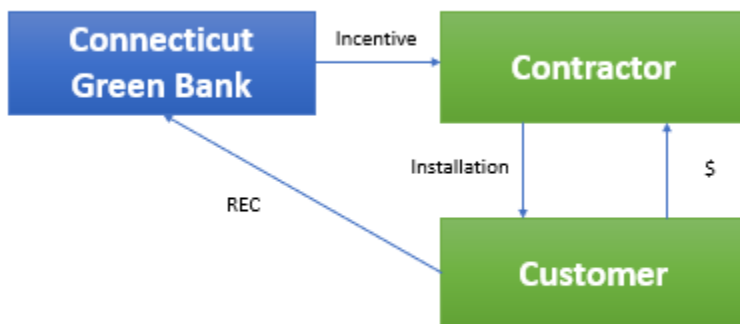 Connecticut
Green Bank
Incentive
Contractor
Installation
$
REC
Customer